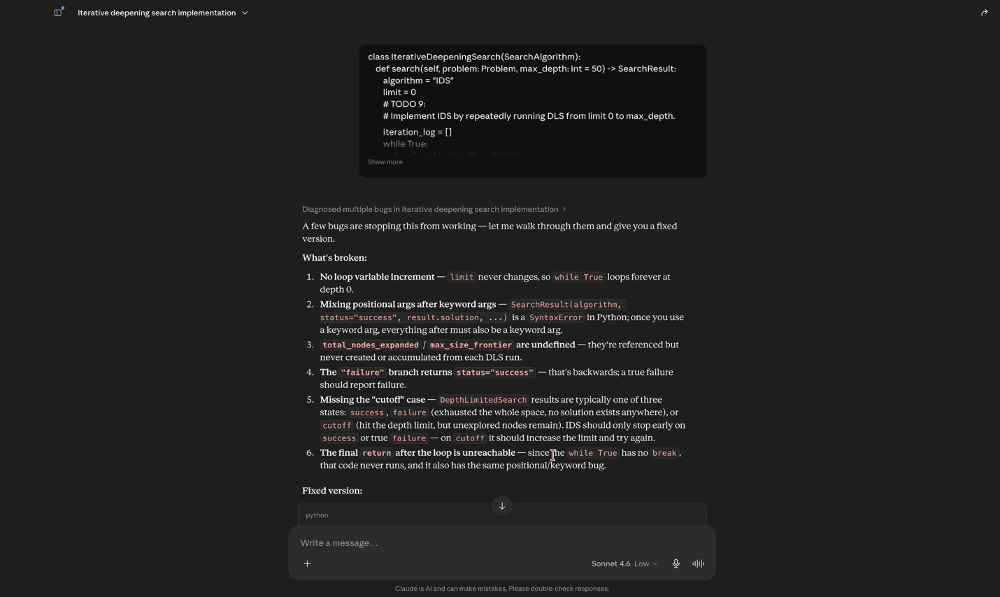 Iterative deepening search implementation
class IterativeDeepeningSearch(SearchAlgorithm):
def search(self, problem: Problem, max_depth: int = 50) -> SearchResult:
algorithm = "IDS"
limit = 0
# TODO 9:
# Implement IDS by repeatedly running DLS from limit 0 to max_depth.
iteration_log = []
while True:
Show more
Diagnosed multiple bugs in iterative deepening search implementation
A few bugs are stopping this from working — let me walk through them and give you a fixed
version.
What's broken:
1. No loop variable increment — limit never changes, so while True loops forever at
depth 0.
2. Mixing positional args after keyword args — SearchResult(algorithm,
status="success", result.solution, ...) is a SyntaxError in Python; once you use
a keyword arg, everything after must also be a keyword arg.
3. total_nodes_expanded / max_size_frontier are undefined — they're referenced but
never created or accumulated from each DLS run.
4. The "failure" branch returns status="success" — that's backwards; a true failure
should report failure.
5. Missing the "cutoff" case — DepthLimitedSearch results are typically one of three
states: success, failure (exhausted the whole space, no solution exists anywhere), or
cutoff (hit the depth limit, but unexplored nodes remain). IDS should only stop early on
success or true failure — on cutoff it should increase the limit and try again.
6. The final return after the loop is unreachable — since the while True has no break,
that code never runs, and it also has the same positional/keyword bug.
Fixed version:
python
Write a message...
Sonnet 4.6 Low
Claude is AI and can make mistakes. Please double-check responses.